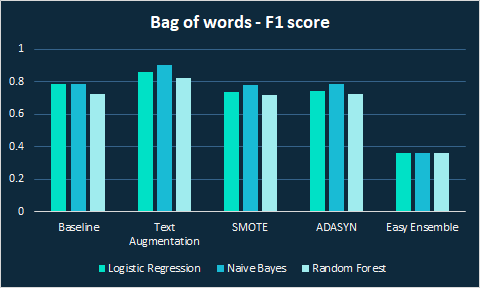 Bag of words - F1 score
1
0.8
0.6
0.4
0.2
0
Baseline
Text
Augmentation
SMOTE
ADASYN
Easy Ensemble
Logistic Regression
Naive Bayes
Random Forest